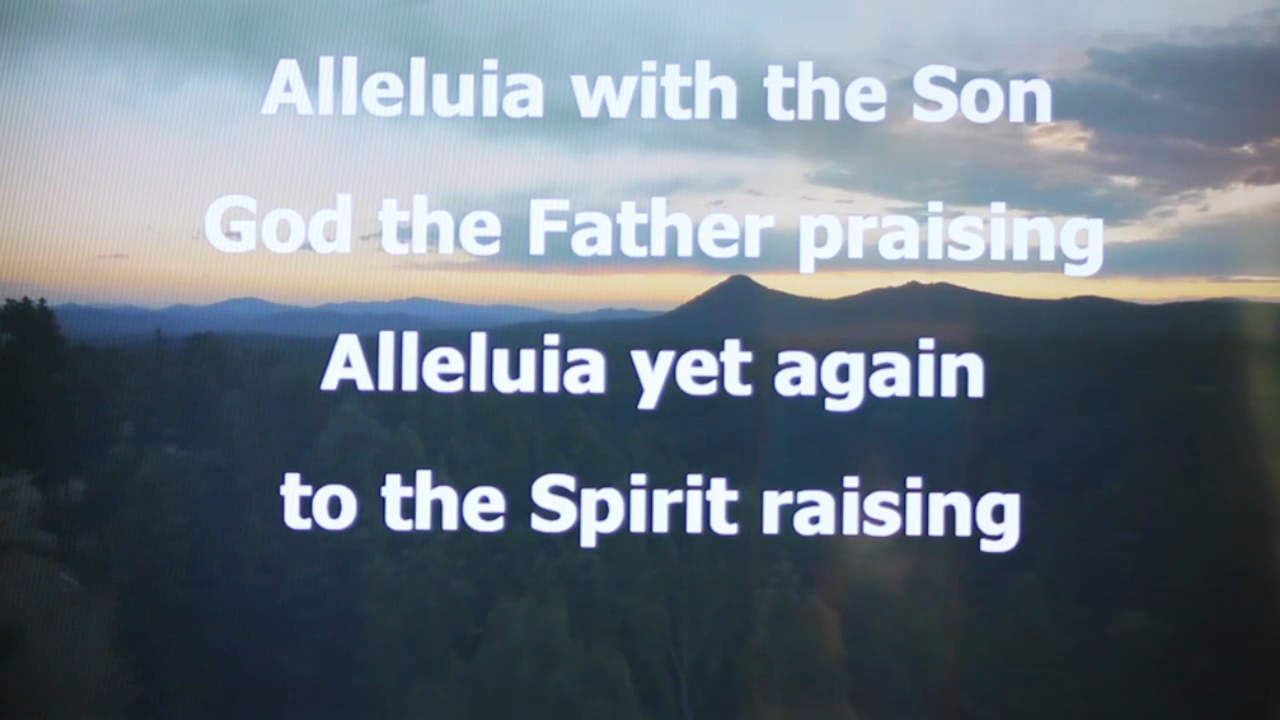 Alleluia with the Son
God the Father praising
Alleluia yet again
to the Spirit raising